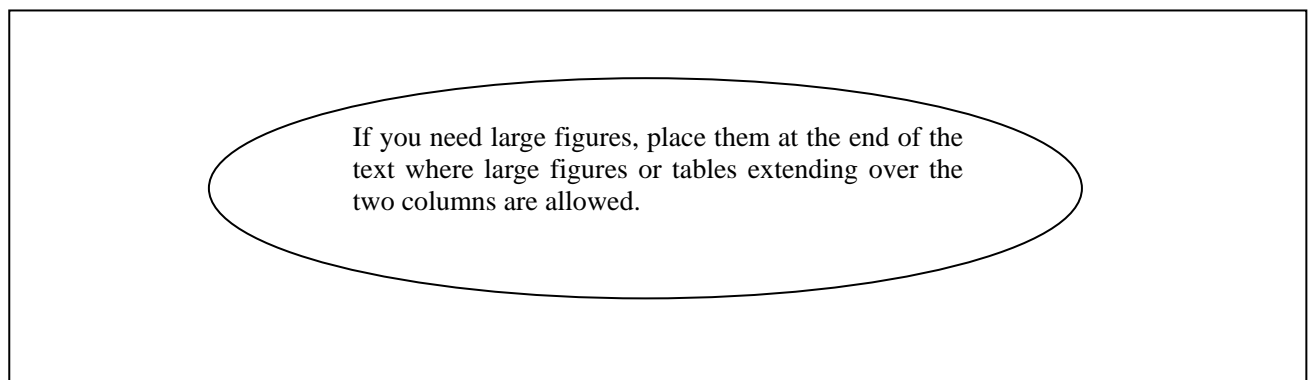 If you need large figures, place them at the end of the
text where large figures or tables extending over the
two columns are allowed.